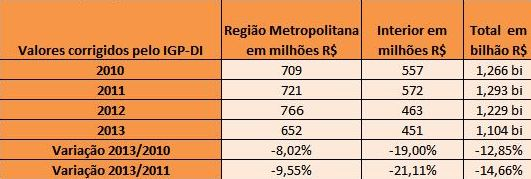 Valores corrigidos pelo IGP-DI Região Metropolitana em milhões R$ Interior em milhões R$ Total em bilhão R$
2010 709 557 1,266 bi
2011 721 572 1,293 bi
2012 766 463 1,229 bi
2013 652 451 1,104 bi
Variação 2013/2010 -8,02% -19,00% -12,85%
Variação 2013/2011 -9,55% -21,11% -14,66%